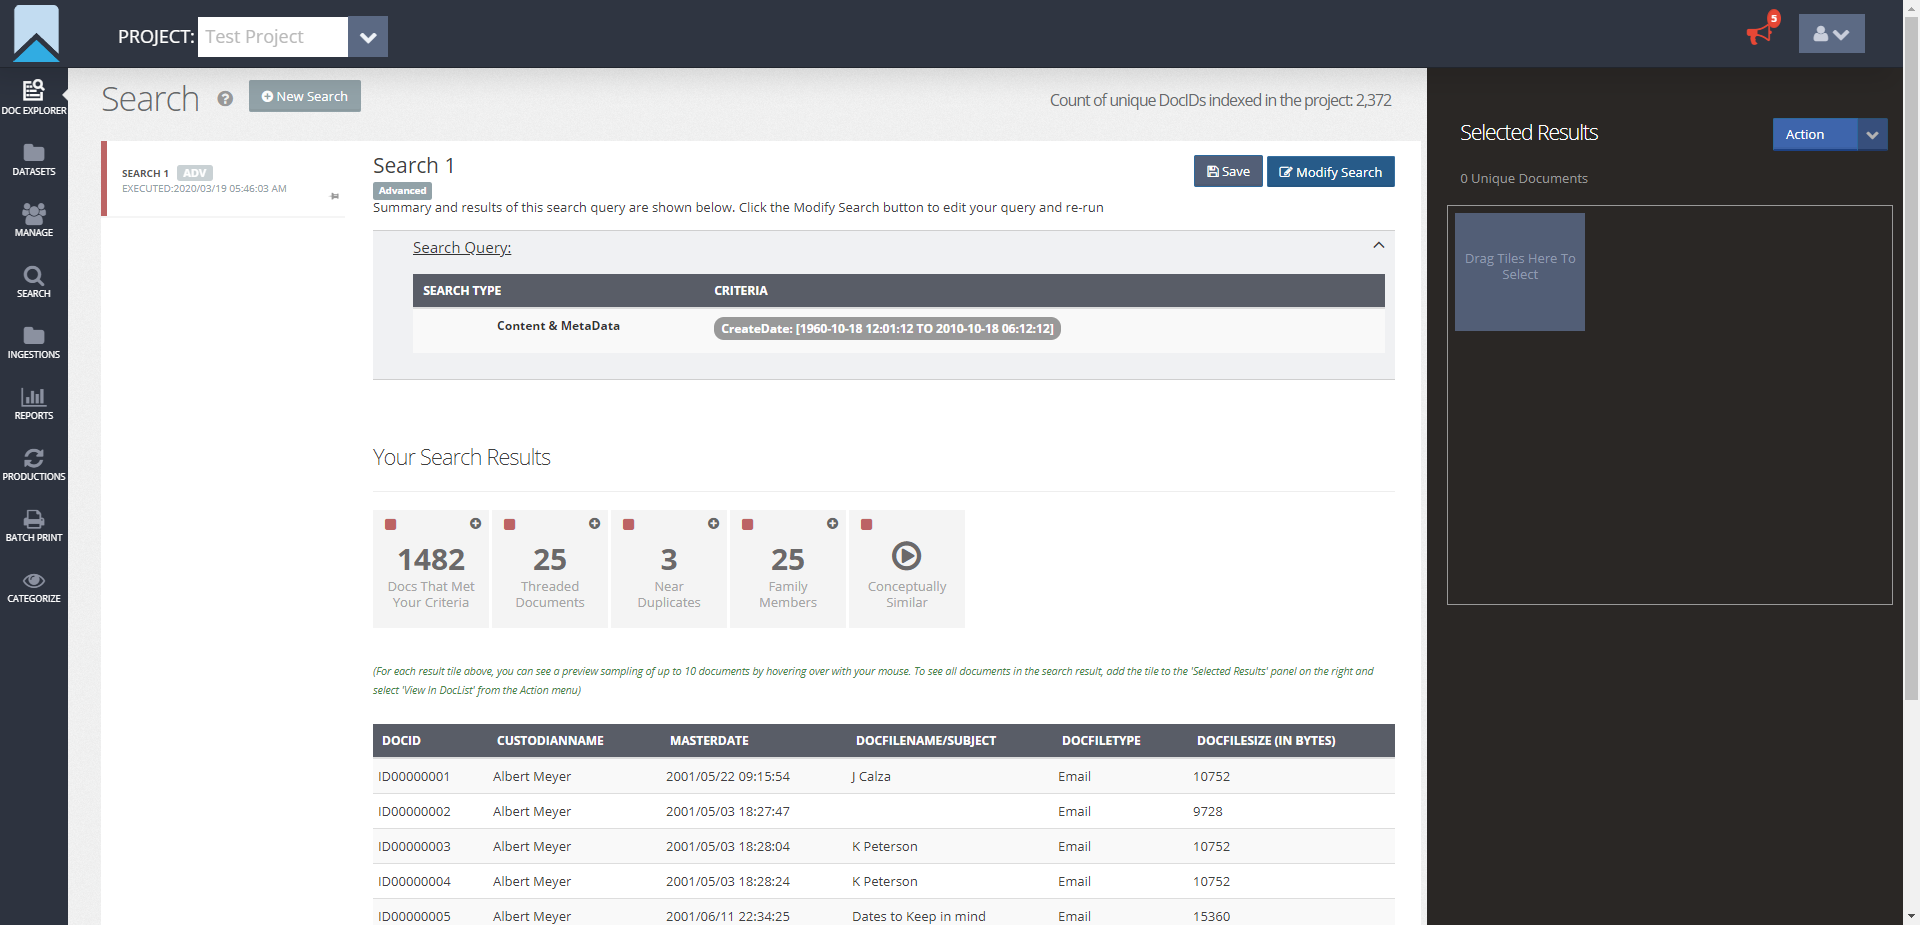 PROJECT: Test Project
5
DOC EXPLORER
DATASETS
MANAGE
SEARCH
INGESTIONS
REPORTS
PRODUCTIONS
BATCH PRINT
CATEGORIZE
Search ? New Search
Count of unique DocIDs indexed in the project: 2,372
SEARCH 1 ADV
EXECUTED:2020/03/19 05:46:03 AM
Search 1
Advanced
Save Modify Search
Summary and results of this search query are shown below. Click the Modify Search button to edit your query and re-run
Search Query:
SEARCH TYPE CRITERIA
Content & MetaData CreateDate: [1960-10-18 12:01:12 TO 2010-10-18 06:12:12]
Your Search Results
1482
Docs That Met
Your Criteria
25
Threaded
Documents
3
Near
Duplicates
25
Family
Members
Conceptually
Similar
(For each result tile above, you can see a preview sampling of up to 10 documents by hovering over with your mouse. To see all documents in the search result, add the tile to the 'Selected Results' panel on the right and
select 'View In DocList' from the Action menu)
DOCID CUSTODIANNAME MASTERDATE DOCFILENAME/SUBJECT DOCFILETYPE DOCFILESIZE (IN BYTES)
ID00000001 Albert Meyer 2001/05/22 09:15:54 J Calza Email 10752
ID00000002 Albert Meyer 2001/05/03 18:27:47 Email 9728
ID00000003 Albert Meyer 2001/05/03 18:28:04 K Peterson Email 10752
ID00000004 Albert Meyer 2001/05/03 18:28:24 K Peterson Email 10752
ID00000005 Albert Meyer 2001/06/11 22:34:25 Dates to Keep in mind Email 15360
Selected Results Action
0 Unique Documents
Drag Tiles Here To
Select